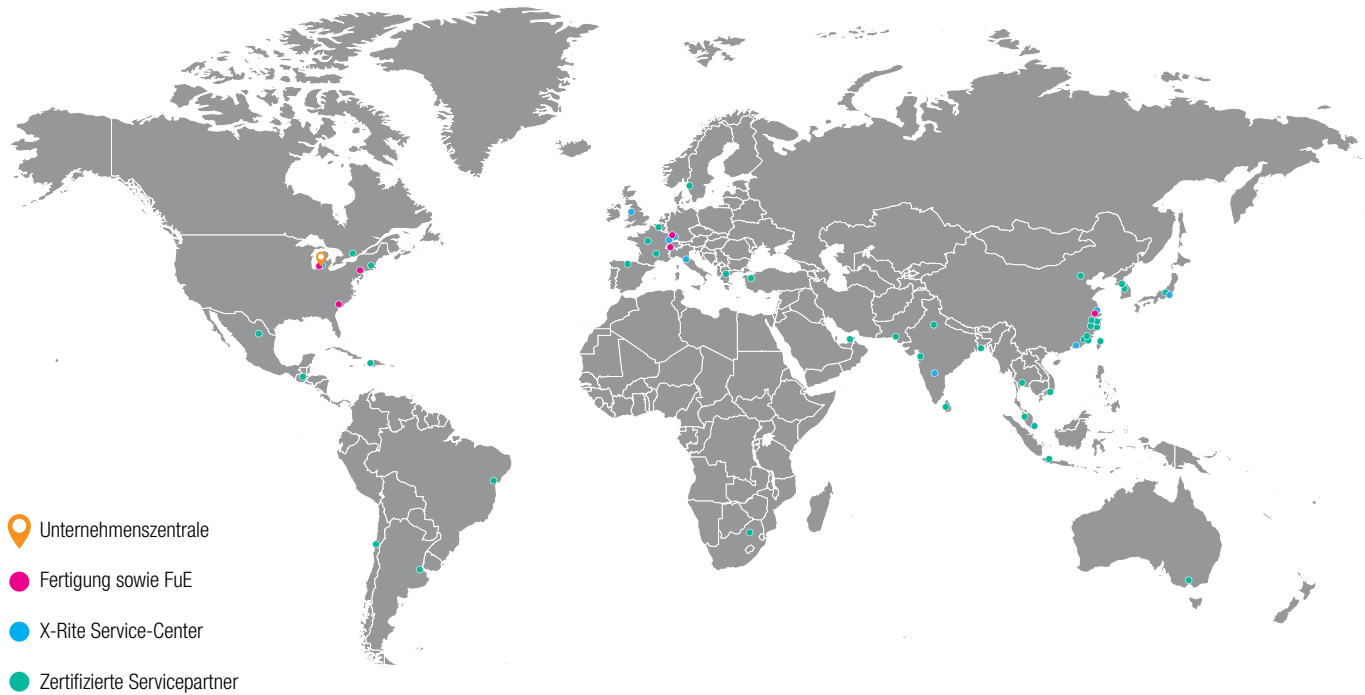 Unternehmenszentrale
Fertigung sowie FuE
X-Rite Service-Center
Zertifizierte Servicepartner